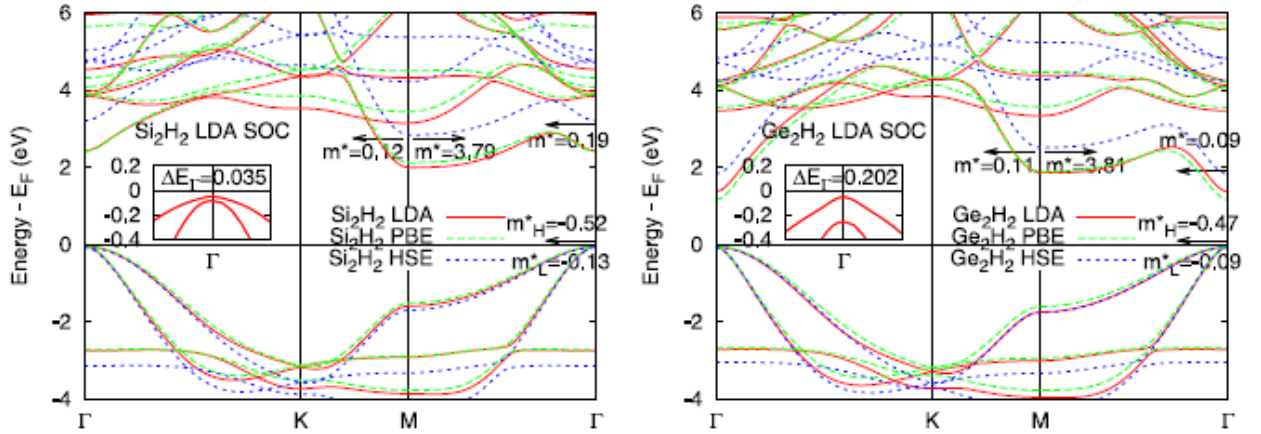 6
4
2
0
-2
-4
Energy - E_F (eV)
Si₂H₂ LDA SOC
0.2
0
-0.2
-0.4
ΔE_Γ=0.035
Γ
m*=0.12
m*=3.79
m*=0.19
Si₂H₂ LDA
Si₂H₂ PBE
Si₂H₂ HSE
m*_H=-0.52
m*_L=-0.13
Γ
K
M
Γ
6
4
2
0
-2
-4
Energy - E_F (eV)
Ge₂H₂ LDA SOC
0.2
0
-0.2
-0.4
ΔE_Γ=0.202
Γ
m*=0.11
m*=3.81
m*=0.09
Ge₂H₂ LDA
Ge₂H₂ PBE
Ge₂H₂ HSE
m*_H=-0.47
m*_L=-0.09
Γ
K
M
Γ